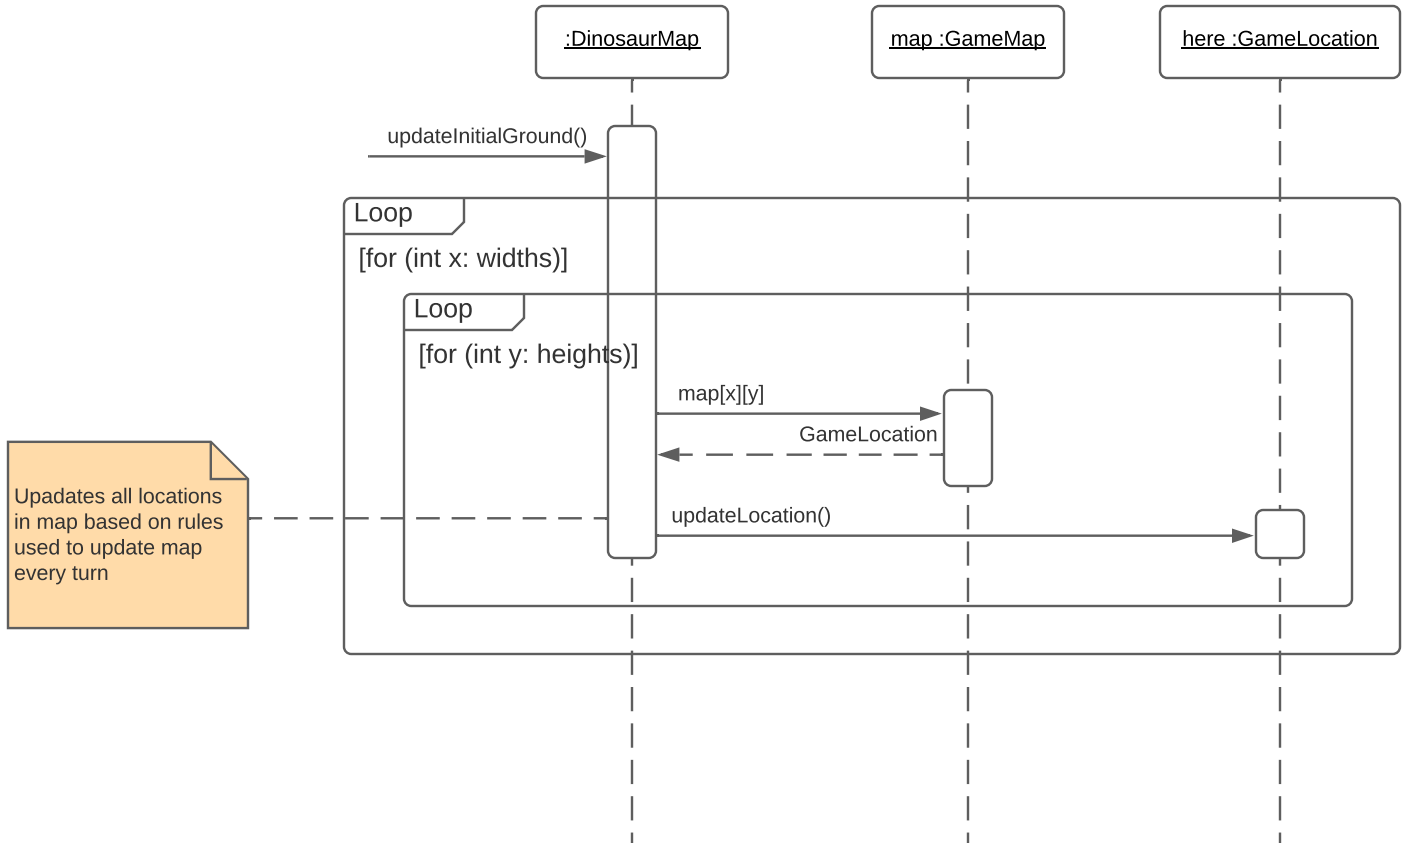 :DinosaurMap
map :GameMap
here :GameLocation
updateInitialGround()
Loop
[for (int x: widths)]
Loop
[for (int y: heights)]
map[x][y]
GameLocation
Upadates all locations
in map based on rules
used to update map
every turn
updateLocation()